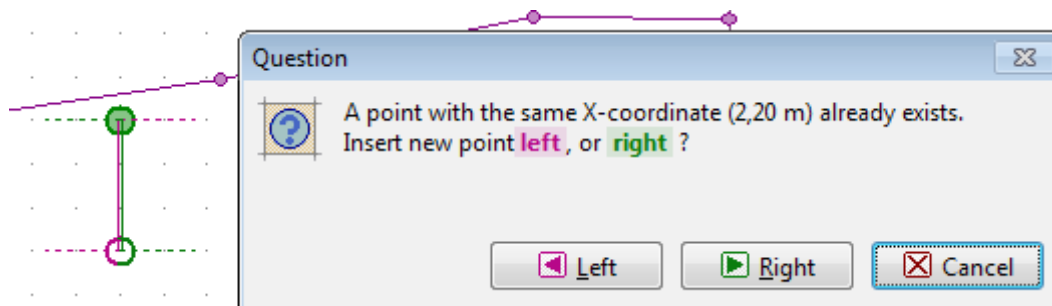 Question
A point with the same X-coordinate (2,20 m) already exists.
Insert new point left , or right ?
Left
Right
Cancel